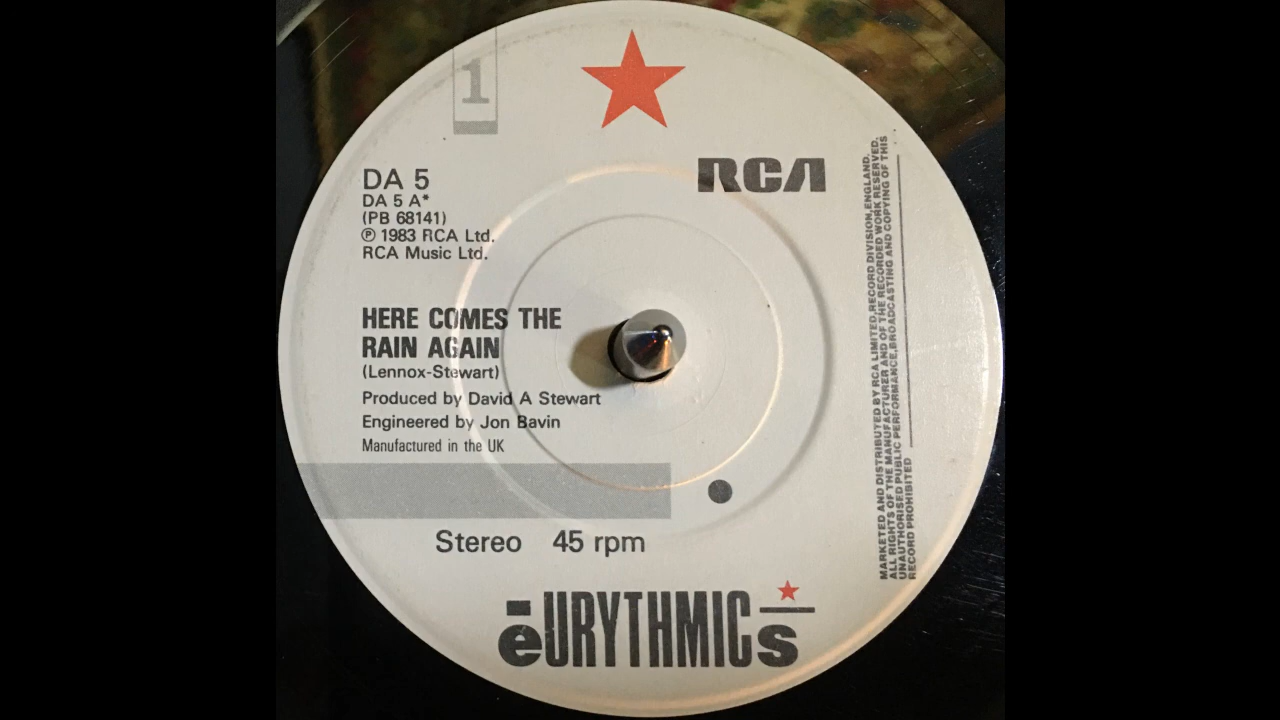 1
RCA
DA 5
DA 5 A*
(PB 68141)
℗ 1983 RCA Ltd.
RCA Music Ltd.
HERE COMES THE
RAIN AGAIN
(Lennox-Stewart)
Produced by David A Stewart
Engineered by Jon Bavin
Manufactured in the UK
Stereo 45 rpm
eURYTHMICs
MARKETED AND DISTRIBUTED BY RCA LIMITED,RECORD DIVISION,ENGLAND.
ALL RIGHTS OF THE MANUFACTURER AND OF THE RECORDED WORK RESERVED.
UNAUTHORISED PUBLIC PERFORMANCE,BROADCASTING AND COPYING OF THIS
RECORD PROHIBITED